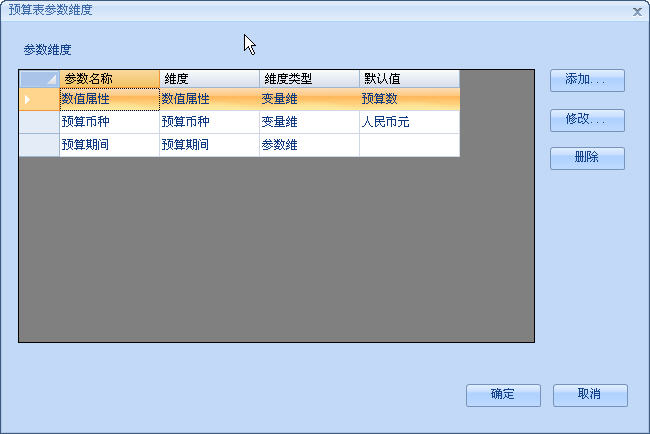 预算表参数维度
参数维度
参数名称 维度 维度类型 默认值
数值属性 数值属性 变量维 预算数
预算币种 预算币种 变量维 人民币元
预算期间 预算期间 参数维
添加...
修改...
删除
确定 取消